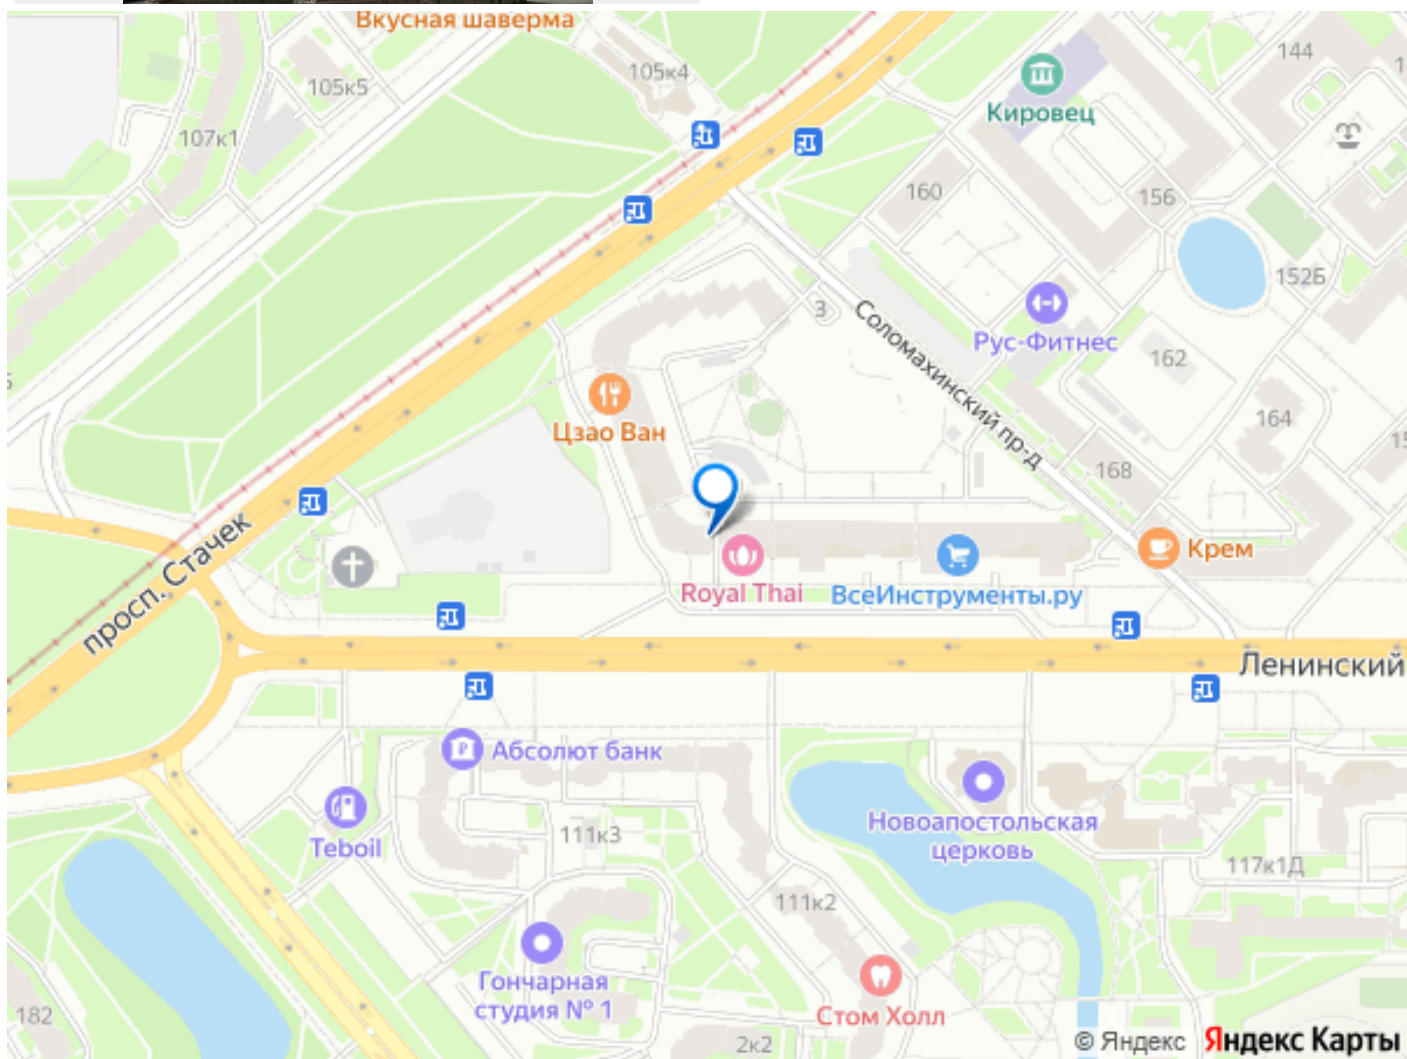 Вкусная шаверма
105к5
105к4
107к1
144
Кировец
160
156
152Б
3
Соломахинский пр-д
Рус-Фитнес
162
164
Цзао Ван
168
просп. Стачек
Royal Thai
ВсеИнструменты.ру
Крем
Ленинский
Абсолют банк
Teboil
111к3
Новоапостольская
церковь
117к1Д
111к2
Гончарная
студия № 1
Стом Холл
182
2к2
© Яндекс Яндекс Карты